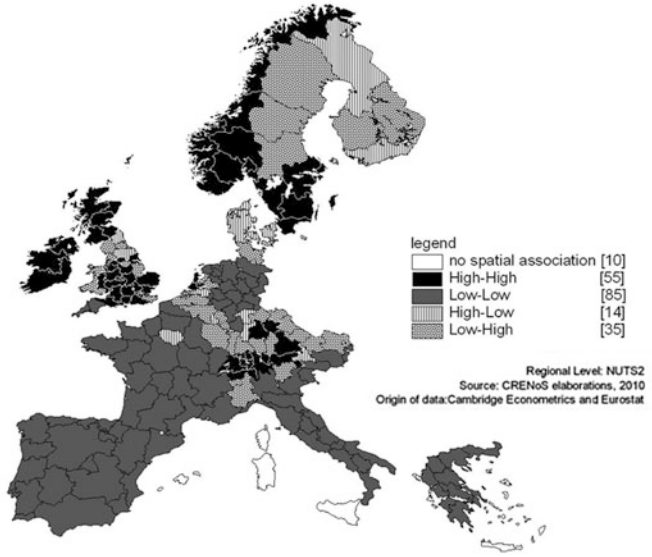 legend
no spatial association [10]
High-High [55]
Low-Low [85]
High-Low [14]
Low-High [35]
Regional Level: NUTS2
Source: CRENoS elaborations, 2010
Origin of data:Cambridge Econometrics and Eurostat